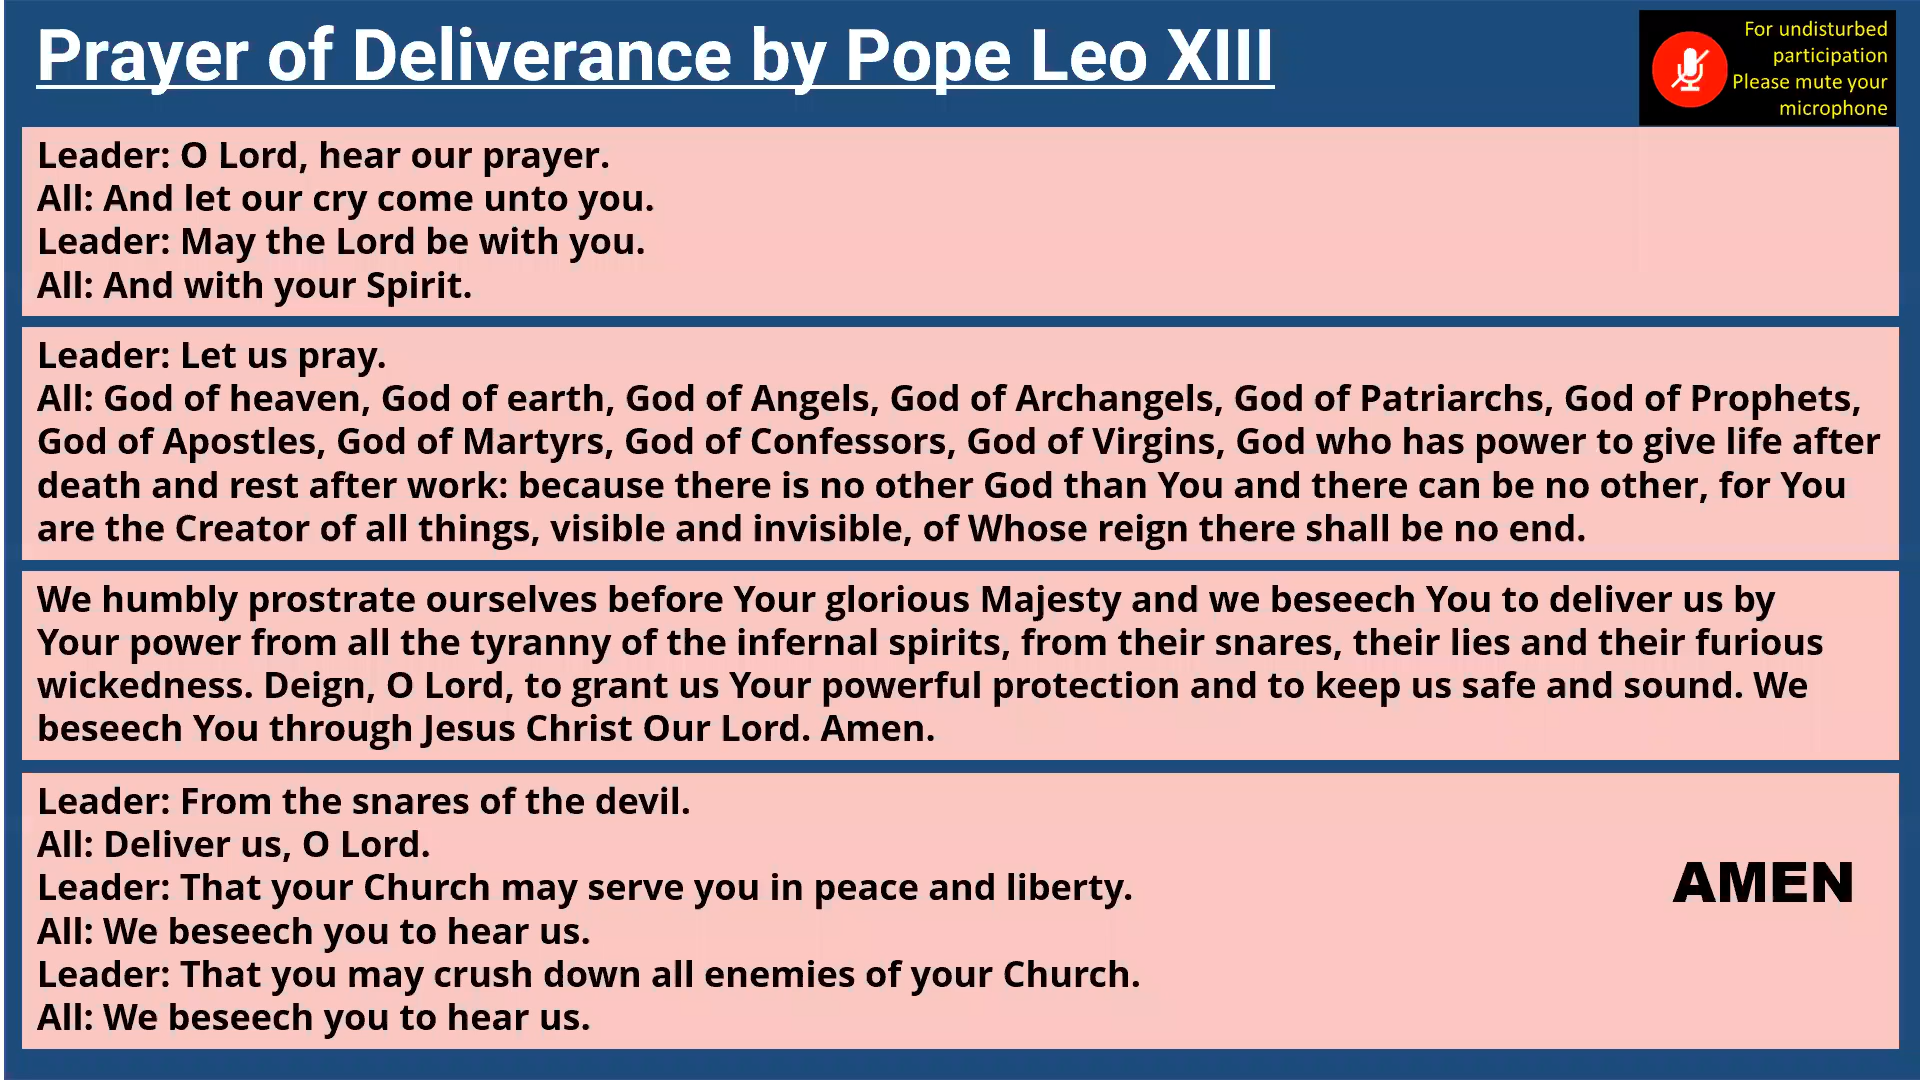 Prayer of Deliverance by Pope Leo XIII
For undisturbed
participation
Please mute your
microphone
Leader: O Lord, hear our prayer.
All: And let our cry come unto you.
Leader: May the Lord be with you.
All: And with your Spirit.
Leader: Let us pray.
All: God of heaven, God of earth, God of Angels, God of Archangels, God of Patriarchs, God of Prophets,
God of Apostles, God of Martyrs, God of Confessors, God of Virgins, God who has power to give life after
death and rest after work: because there is no other God than You and there can be no other, for You
are the Creator of all things, visible and invisible, of Whose reign there shall be no end.
We humbly prostrate ourselves before Your glorious Majesty and we beseech You to deliver us by
Your power from all the tyranny of the infernal spirits, from their snares, their lies and their furious
wickedness. Deign, O Lord, to grant us Your powerful protection and to keep us safe and sound. We
beseech You through Jesus Christ Our Lord. Amen.
Leader: From the snares of the devil.
All: Deliver us, O Lord.
Leader: That your Church may serve you in peace and liberty.
All: We beseech you to hear us.
Leader: That you may crush down all enemies of your Church.
All: We beseech you to hear us.
AMEN